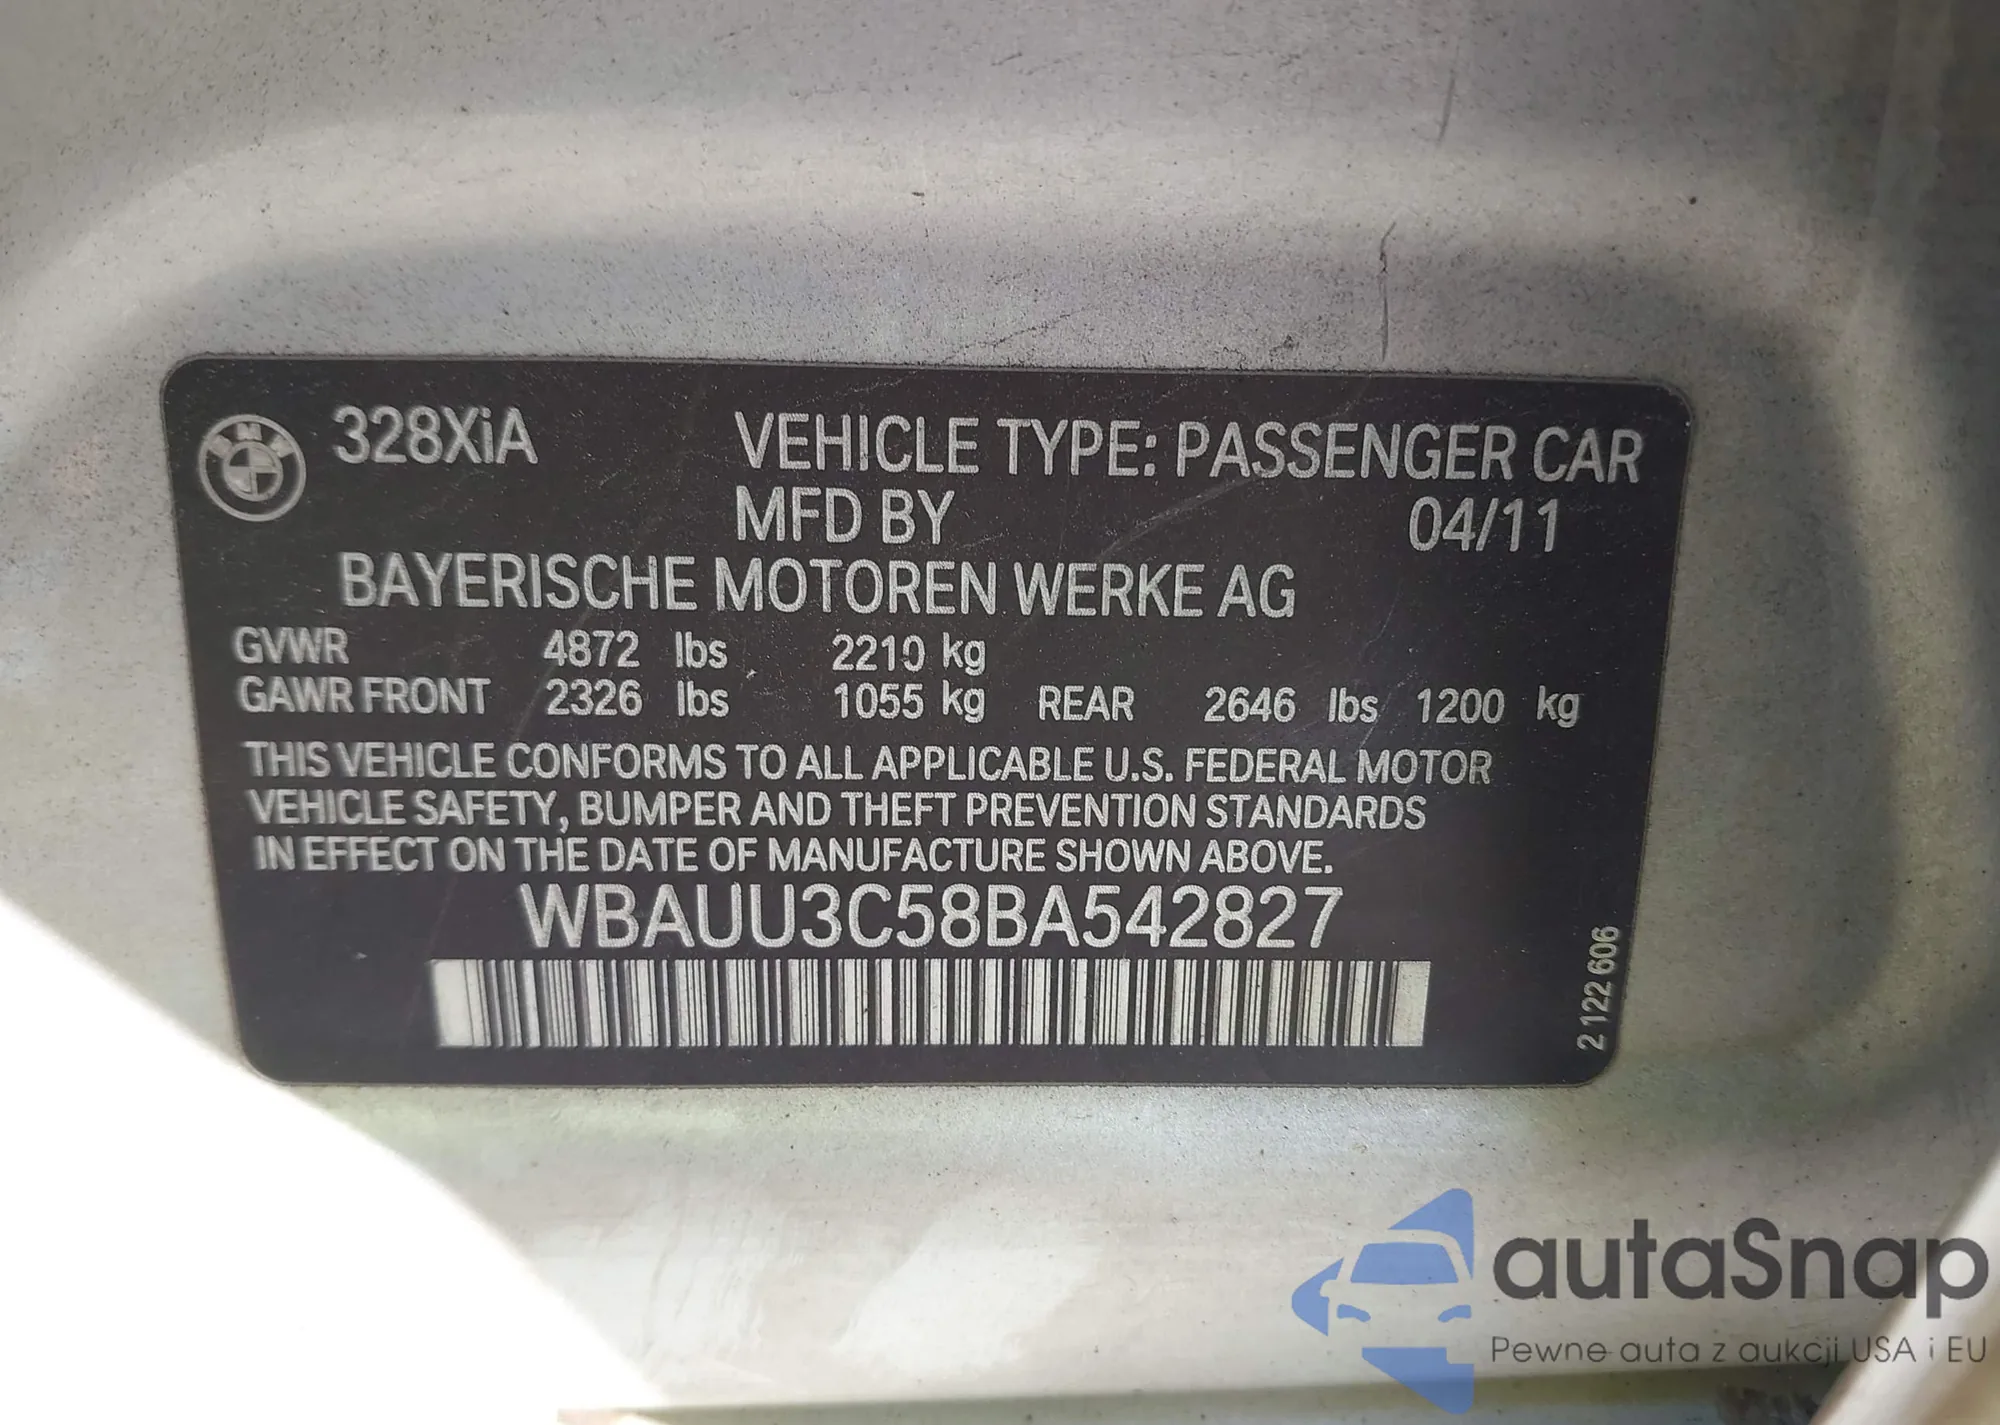 BMW
328XiA
VEHICLE TYPE: PASSENGER CAR
MFD BY 04/11
BAYERISCHE MOTOREN WERKE AG
GVWR 4872 lbs 2210 kg
GAWR FRONT 2326 lbs 1055 kg REAR 2646 lbs 1200 kg
THIS VEHICLE CONFORMS TO ALL APPLICABLE U.S. FEDERAL MOTOR
VEHICLE SAFETY, BUMPER AND THEFT PREVENTION STANDARDS
IN EFFECT ON THE DATE OF MANUFACTURE SHOWN ABOVE.
WBAUU3C58BA542827
2 122 606
autaSnap
Pewne auta z aukcji USA i EU